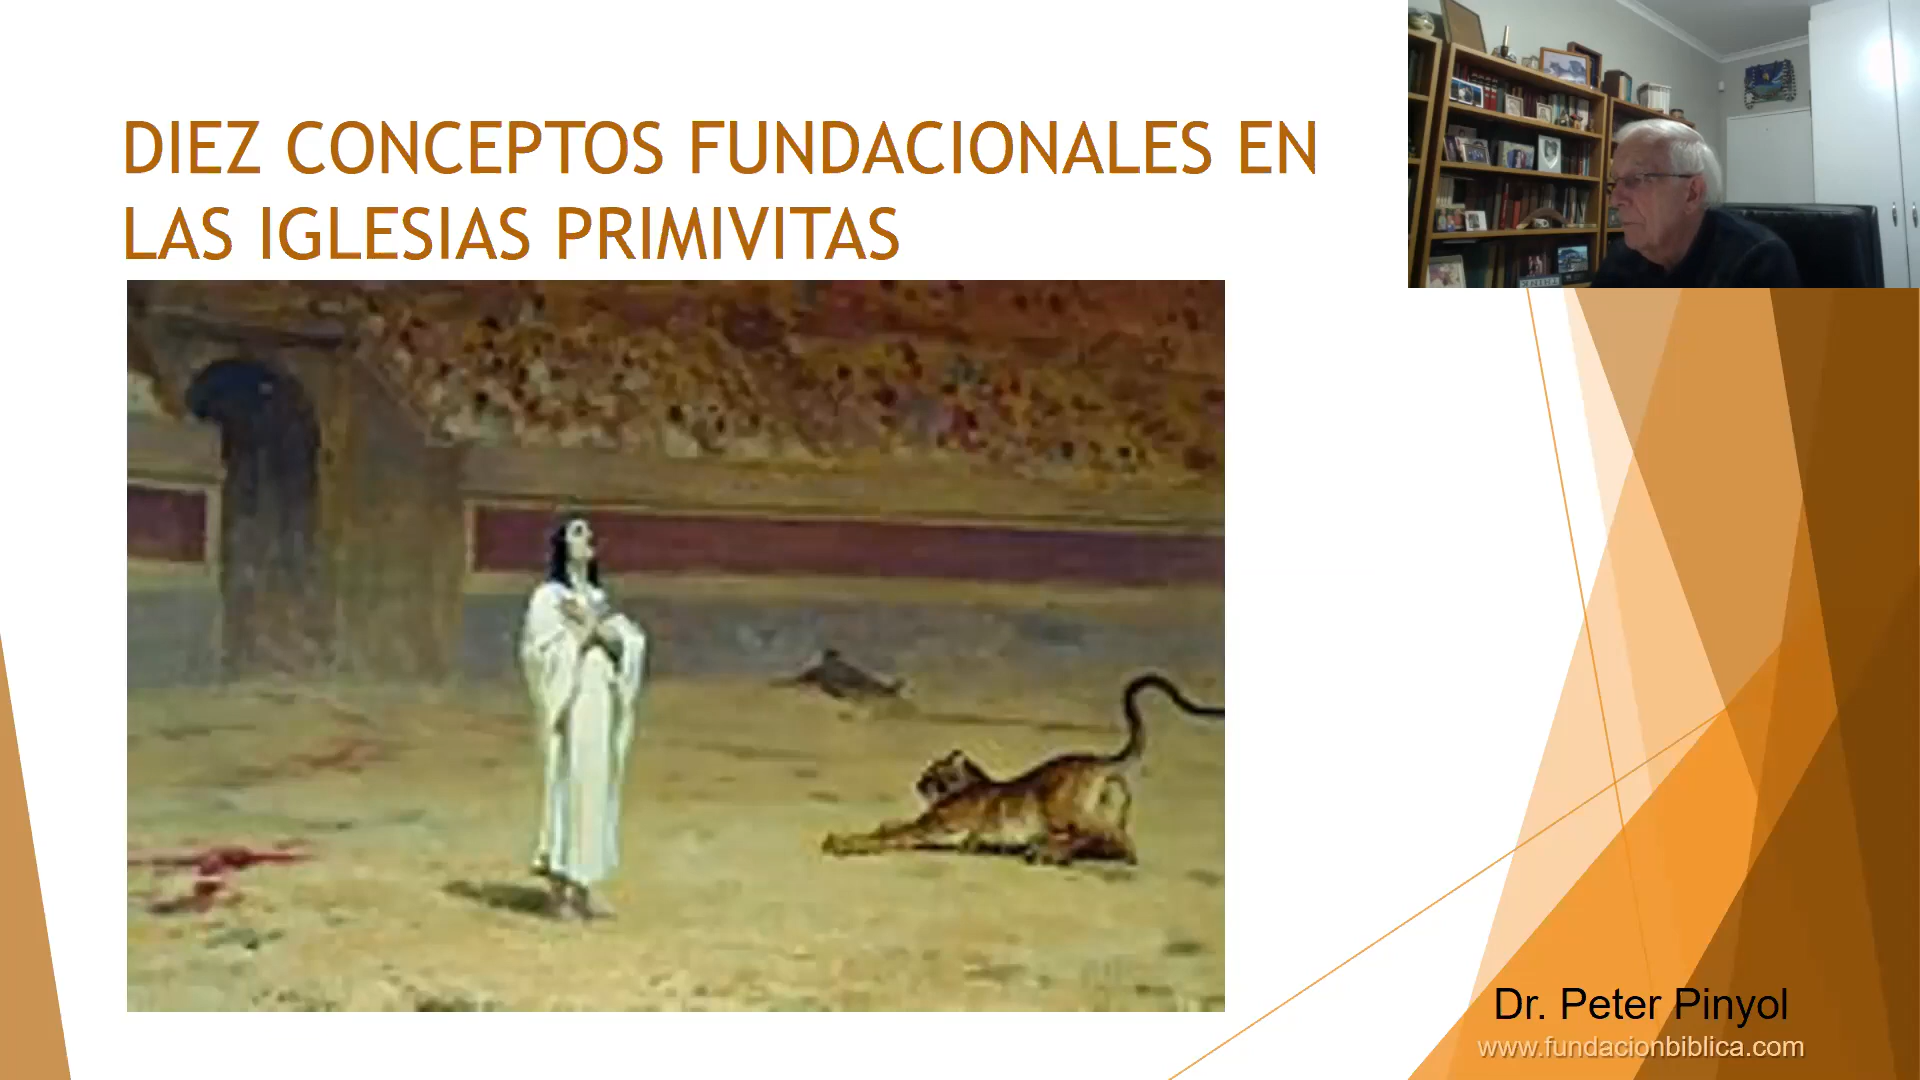 DIEZ CONCEPTOS FUNDACIONALES EN
LAS IGLESIAS PRIMIVITAS
Dr. Peter Pinyol
www.fundacionbiblica.com